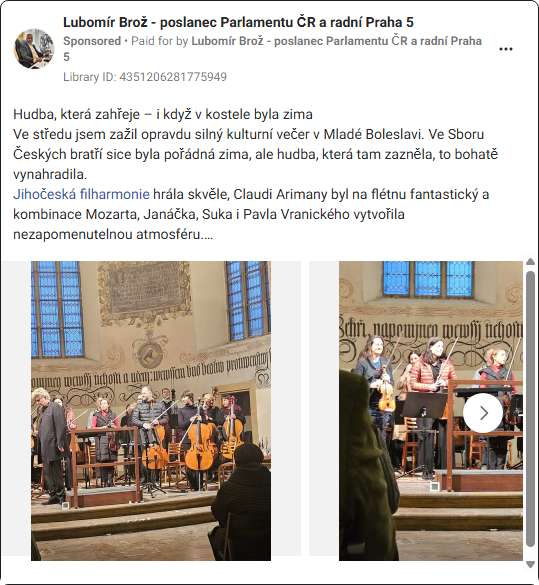 Lubomír Brož - poslanec Parlamentu ČR a radní Praha 5
Sponsored • Paid for by Lubomír Brož - poslanec Parlamentu ČR a radní Praha
5
Library ID: 4351206281775949
Hudba, která zahřeje – i když v kostele byla zima
Ve středu jsem zažil opravdu silný kulturní večer v Mladé Boleslavi. Ve Sboru
Českých bratří sice byla pořádná zima, ale hudba, která tam zazněla, to bohatě
vynahradila.
Jihočeská filharmonie hrála skvěle, Claudi Arimany byl na flétnu fantastický a
kombinace Mozarta, Janáčka, Suka i Pavla Vranického vytvořila
nezapomenutelnou atmosféru....